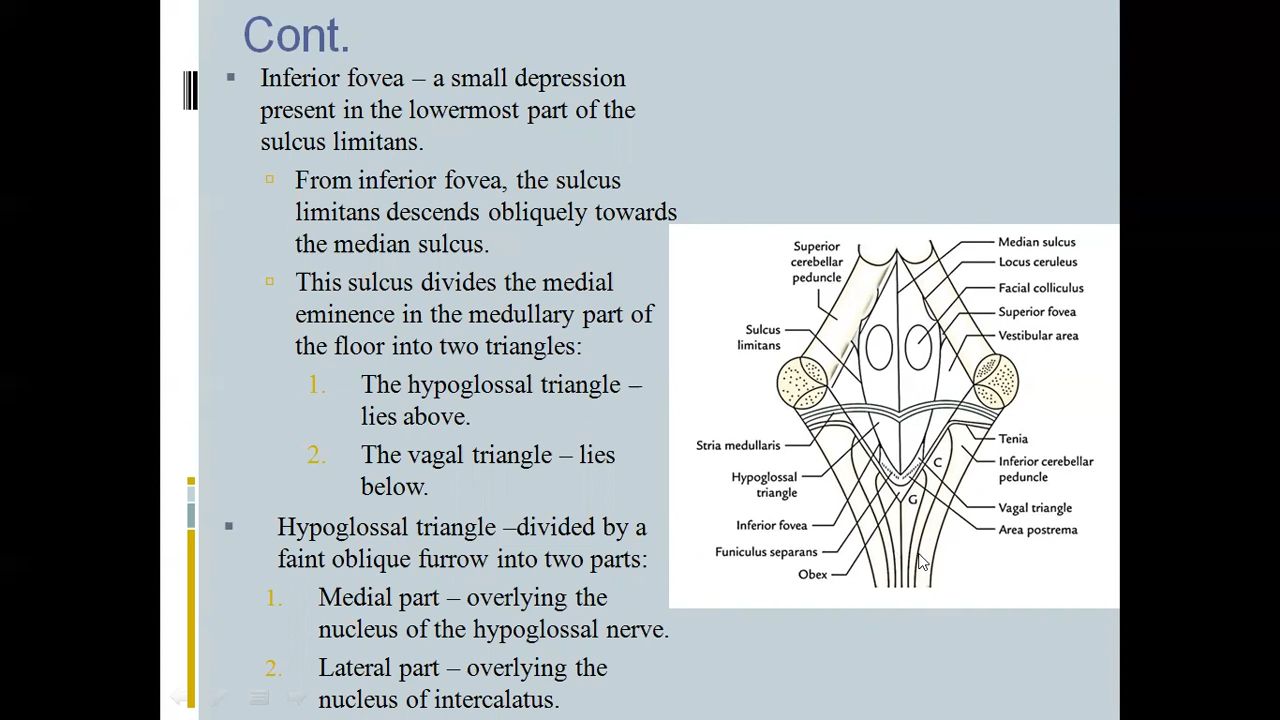 Cont.
Inferior fovea – a small depression
present in the lowermost part of the
sulcus limitans.
From inferior fovea, the sulcus
limitans descends obliquely towards
the median sulcus.
This sulcus divides the medial
eminence in the medullary part of
the floor into two triangles:
1. The hypoglossal triangle –
lies above.
2. The vagal triangle – lies
below.
Hypoglossal triangle –divided by a
faint oblique furrow into two parts:
1. Medial part – overlying the
nucleus of the hypoglossal nerve.
2. Lateral part – overlying the
nucleus of intercalatus.
Superior
cerebellar
peduncle
Sulcus
limitans
Stria medullaris
Hypoglossal
triangle
Inferior fovea
Funiculus separans
Obex
Median sulcus
Locus ceruleus
Facial colliculus
Superior fovea
Vestibular area
Tenia
Inferior cerebellar
peduncle
Vagal triangle
Area postrema
C
G